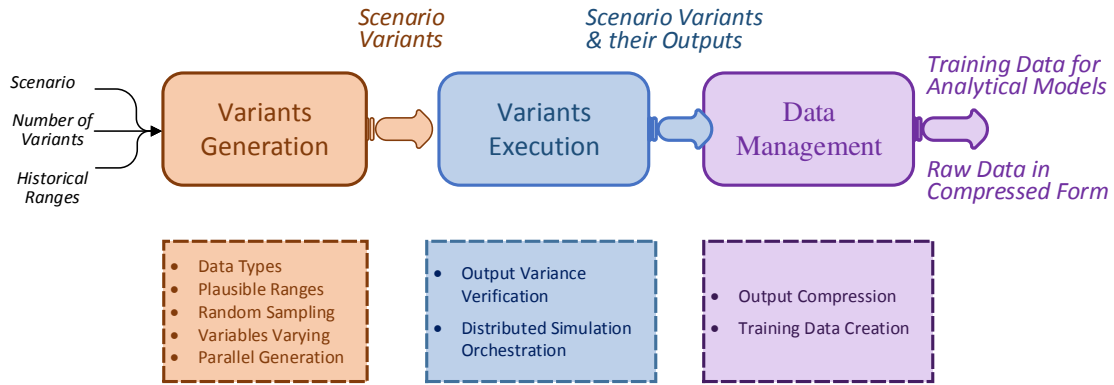 Scenario
Variants
Scenario Variants
& their Outputs
Scenario
Number of
Variants
Historical
Ranges
Variants
Generation
Variants
Execution
Data
Management
Training Data for
Analytical Models
Raw Data in
Compressed Form
• Data Types
• Plausible Ranges
• Random Sampling
• Variables Varying
• Parallel Generation
• Output Variance
Verification
• Distributed Simulation
Orchestration
• Output Compression
• Training Data Creation